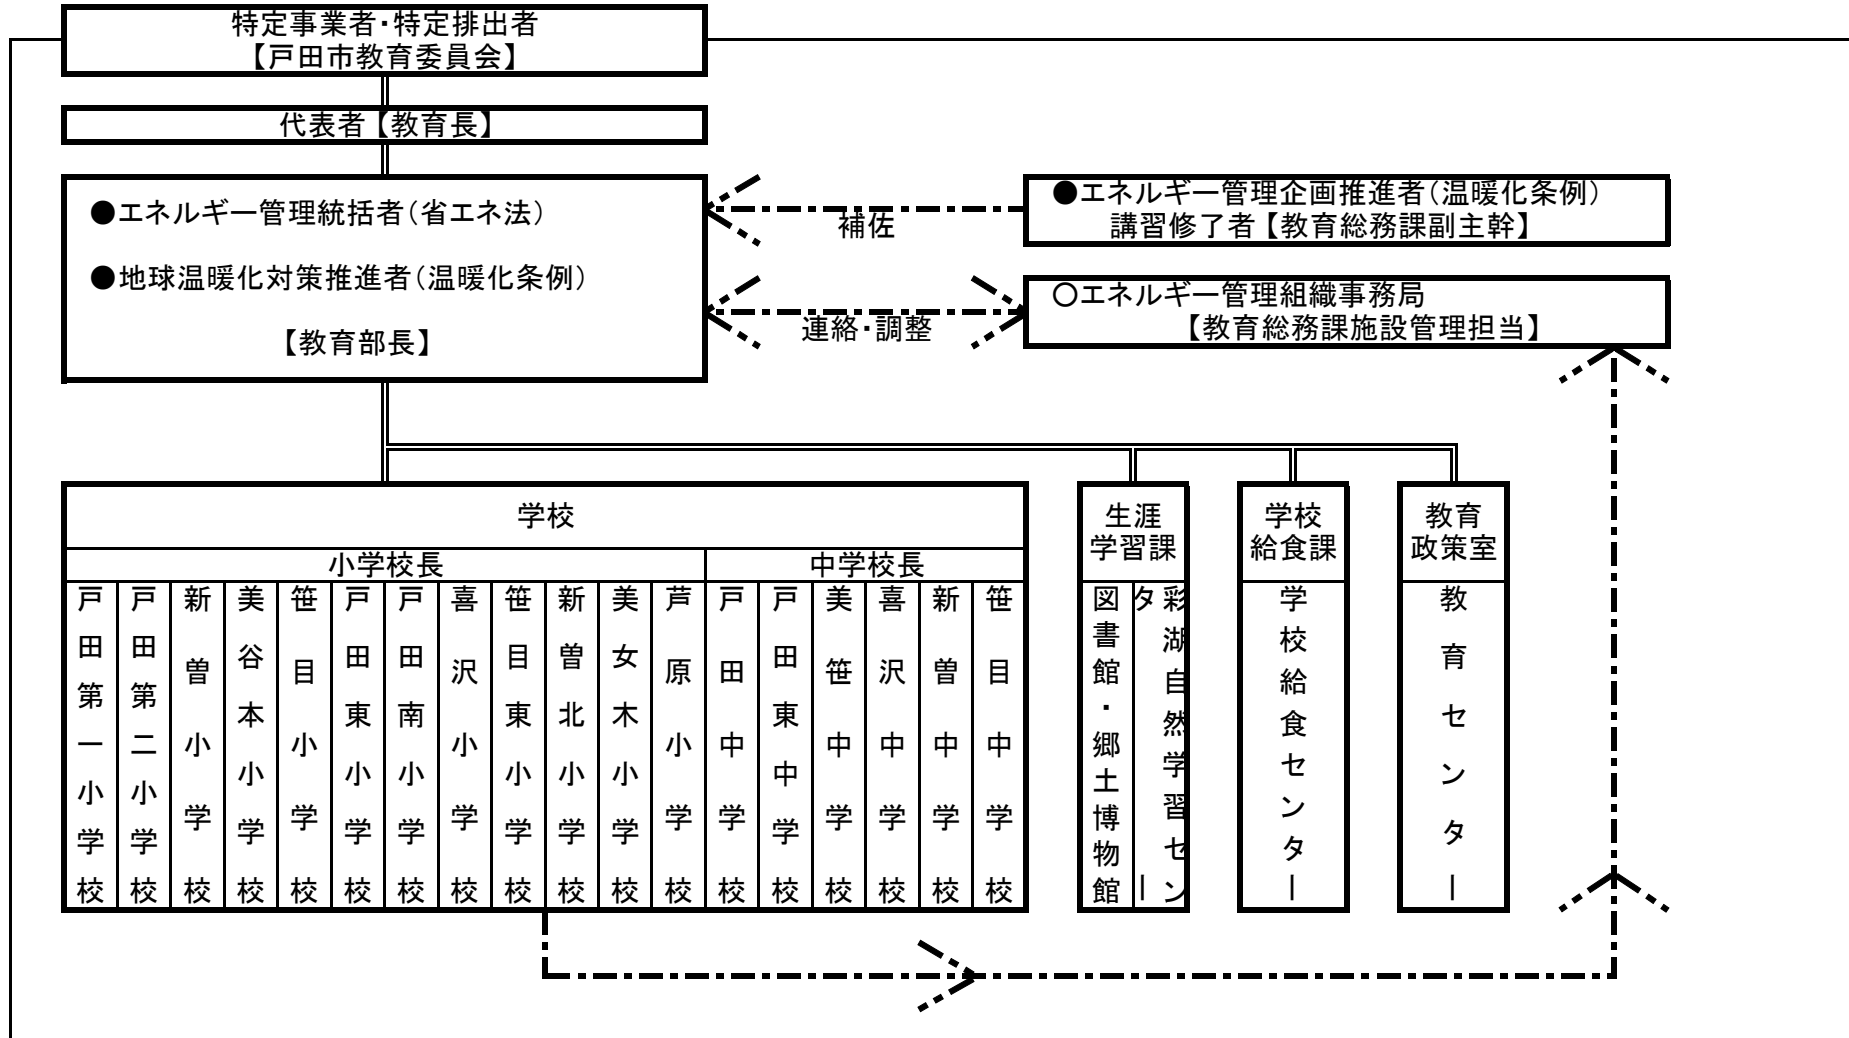 特定事業者・特定排出者
【戸田市教育委員会】
代表者【教育長】
●エネルギー管理統括者（省エネ法）
●地球温暖化対策推進者（温暖化条例）
【教育部長】
補佐
●エネルギー管理企画推進者（温暖化条例）
講習修了者【教育総務課副主幹】
連絡・調整
○エネルギー管理組織事務局
【教育総務課施設管理担当】
学校
小学校長
中学校長
戸田第一小学校
戸田第二小学校
新曽小学校
美谷本小学校
笹目小学校
戸田東小学校
戸田南小学校
喜沢小学校
笹目東小学校
新曽北小学校
美女木小学校
芦原小学校
戸田中学校
戸田東中学校
美笹中学校
喜沢中学校
新曽中学校
笹目中学校
生涯
学習課
図書館・郷土博物館
彩湖自然学習セン
ター
学校
給食課
学校給食センター
教育
政策室
教育センター